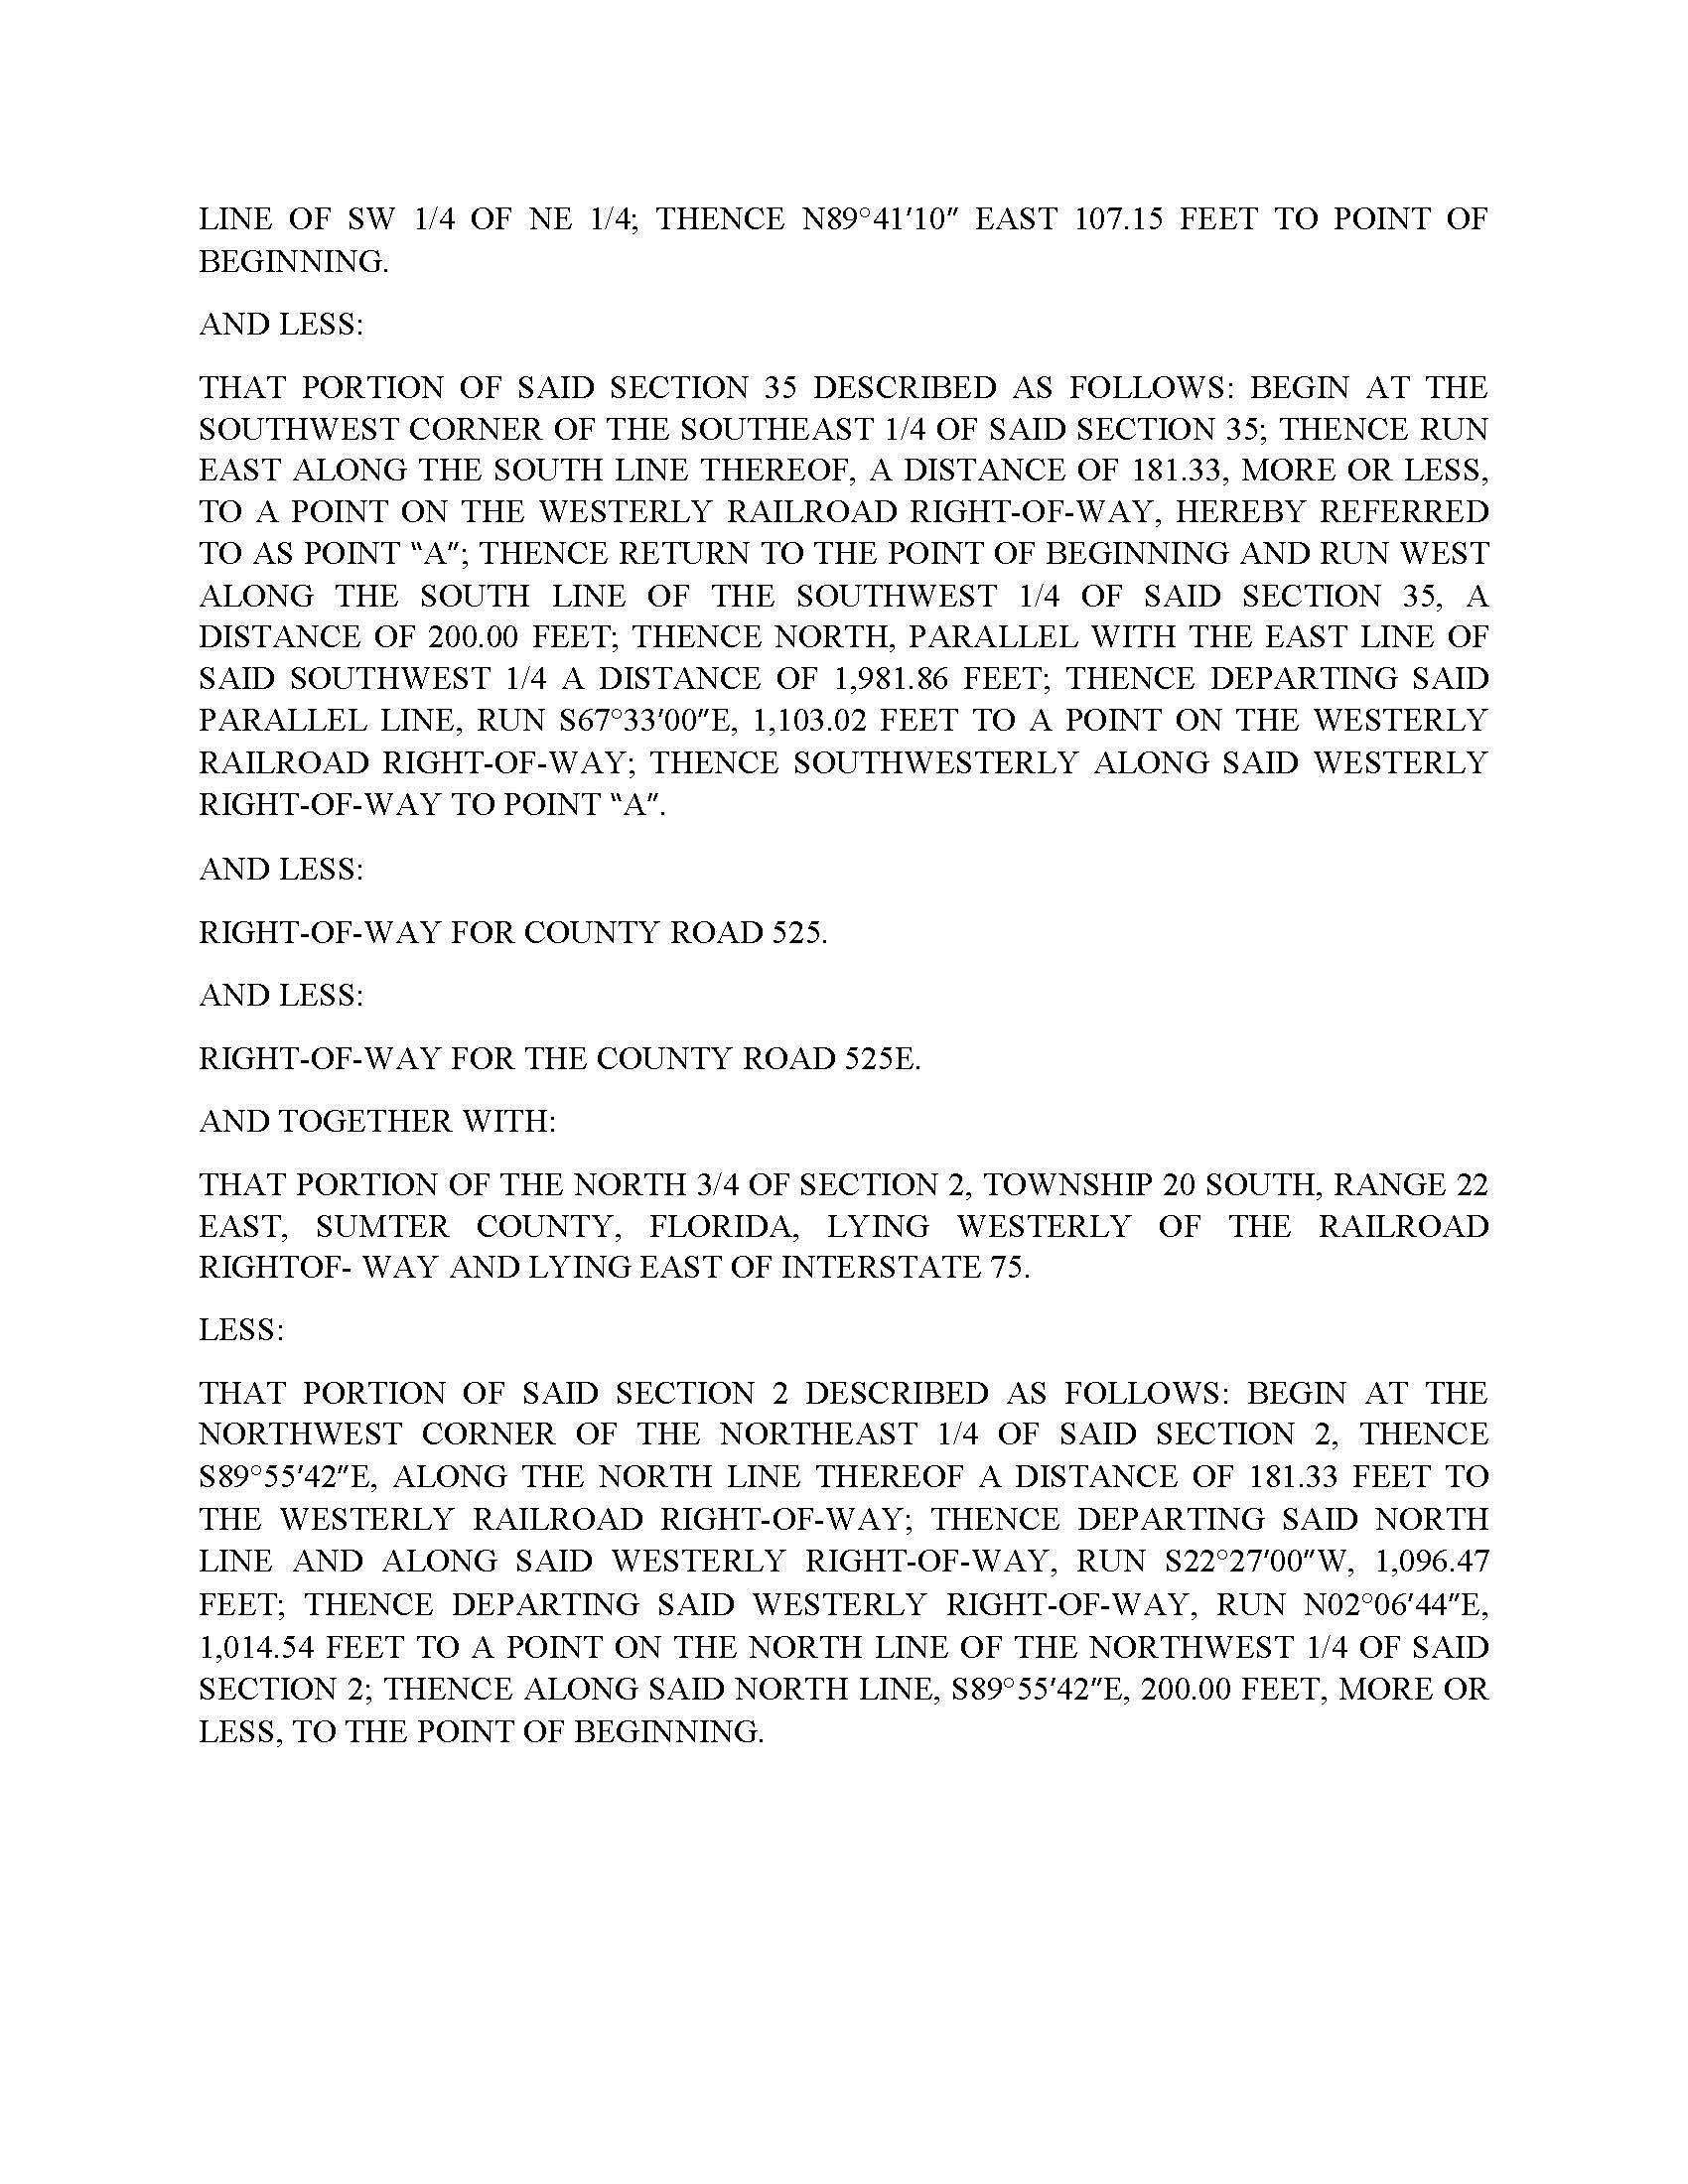 LINE OF SW 1/4 OF NE 1/4; THENCE N89°41′10″ EAST 107.15 FEET TO POINT OF
BEGINNING.
AND LESS:
THAT PORTION OF SAID SECTION 35 DESCRIBED AS FOLLOWS: BEGIN AT THE
SOUTHWEST CORNER OF THE SOUTHEAST 1/4 OF SAID SECTION 35; THENCE RUN
EAST ALONG THE SOUTH LINE THEREOF, A DISTANCE OF 181.33, MORE OR LESS,
TO A POINT ON THE WESTERLY RAILROAD RIGHT-OF-WAY, HEREBY REFERRED
TO AS POINT “A″; THENCE RETURN TO THE POINT OF BEGINNING AND RUN WEST
ALONG THE SOUTH LINE OF THE SOUTHWEST 1/4 OF SAID SECTION 35, A
DISTANCE OF 200.00 FEET; THENCE NORTH, PARALLEL WITH THE EAST LINE OF
SAID SOUTHWEST 1/4 A DISTANCE OF 1,981.86 FEET; THENCE DEPARTING SAID
PARALLEL LINE, RUN S67°33′00″E, 1,103.02 FEET TO A POINT ON THE WESTERLY
RAILROAD RIGHT-OF-WAY; THENCE SOUTHWESTERLY ALONG SAID WESTERLY
RIGHT-OF-WAY TO POINT “A″.
AND LESS:
RIGHT-OF-WAY FOR COUNTY ROAD 525.
AND LESS:
RIGHT-OF-WAY FOR THE COUNTY ROAD 525E.
AND TOGETHER WITH:
THAT PORTION OF THE NORTH 3/4 OF SECTION 2, TOWNSHIP 20 SOUTH, RANGE 22
EAST, SUMTER COUNTY, FLORIDA, LYING WESTERLY OF THE RAILROAD
RIGHTOF- WAY AND LYING EAST OF INTERSTATE 75.
LESS:
THAT PORTION OF SAID SECTION 2 DESCRIBED AS FOLLOWS: BEGIN AT THE
NORTHWEST CORNER OF THE NORTHEAST 1/4 OF SAID SECTION 2, THENCE
S89°55′42″E, ALONG THE NORTH LINE THEREOF A DISTANCE OF 181.33 FEET TO
THE WESTERLY RAILROAD RIGHT-OF-WAY; THENCE DEPARTING SAID NORTH
LINE AND ALONG SAID WESTERLY RIGHT-OF-WAY, RUN S22°27′00″W, 1,096.47
FEET; THENCE DEPARTING SAID WESTERLY RIGHT-OF-WAY, RUN N02°06′44″E,
1,014.54 FEET TO A POINT ON THE NORTH LINE OF THE NORTHWEST 1/4 OF SAID
SECTION 2; THENCE ALONG SAID NORTH LINE, S89°55′42″E, 200.00 FEET, MORE OR
LESS, TO THE POINT OF BEGINNING.